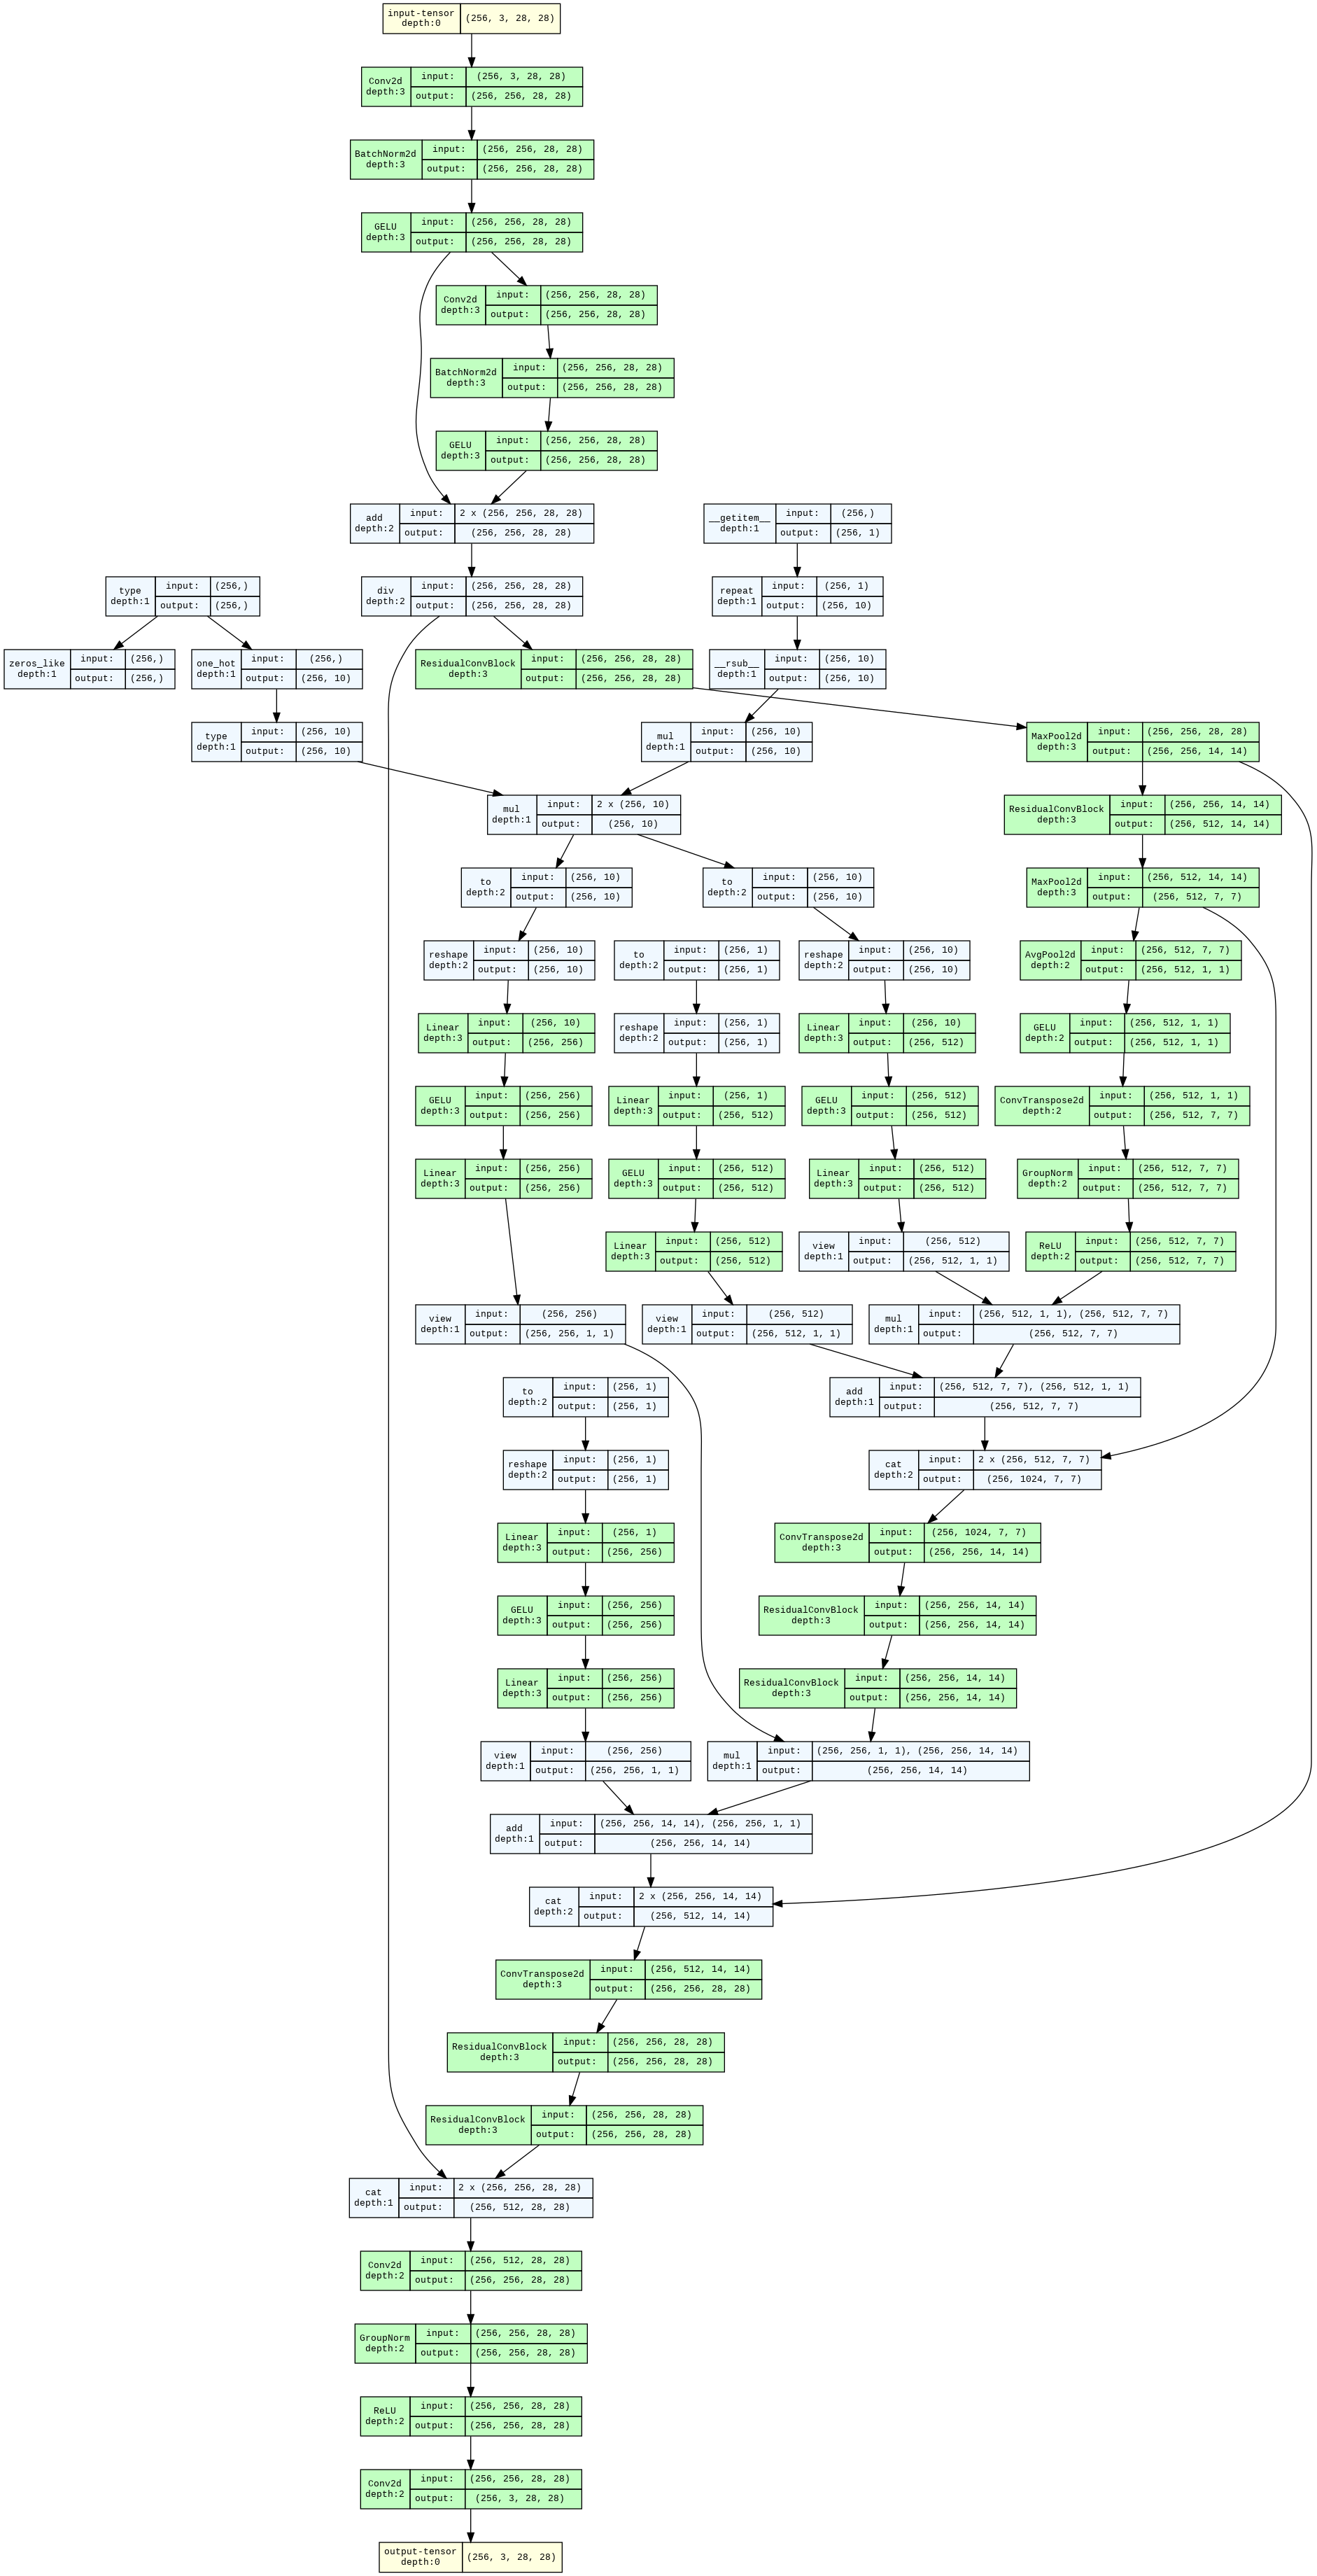 input-tensor
depth:0
(256, 3, 28, 28)
Conv2d
depth:3
input:
(256, 3, 28, 28)
output:
(256, 256, 28, 28)
BatchNorm2d
depth:3
input:
(256, 256, 28, 28)
output:
(256, 256, 28, 28)
GELU
depth:3
input:
(256, 256, 28, 28)
output:
(256, 256, 28, 28)
Conv2d
depth:3
input:
(256, 256, 28, 28)
output:
(256, 256, 28, 28)
BatchNorm2d
depth:3
input:
(256, 256, 28, 28)
output:
(256, 256, 28, 28)
GELU
depth:3
input:
(256, 256, 28, 28)
output:
(256, 256, 28, 28)
add
depth:2
input:
2 x (256, 256, 28, 28)
output:
(256, 256, 28, 28)
__getitem__
depth:1
input:
(256,)
output:
(256, 1)
type
depth:1
input:
(256,)
output:
(256,)
div
depth:2
input:
(256, 256, 28, 28)
output:
(256, 256, 28, 28)
repeat
depth:1
input:
(256, 1)
output:
(256, 10)
zeros_like
depth:1
input:
(256,)
output:
(256,)
one_hot
depth:1
input:
(256,)
output:
(256, 10)
ResidualConvBlock
depth:3
input:
(256, 256, 28, 28)
output:
(256, 256, 28, 28)
__rsub__
depth:1
input:
(256, 10)
output:
(256, 10)
type
depth:1
input:
(256, 10)
output:
(256, 10)
mul
depth:1
input:
(256, 10)
output:
(256, 10)
MaxPool2d
depth:3
input:
(256, 256, 28, 28)
output:
(256, 256, 14, 14)
mul
depth:1
input:
2 x (256, 10)
output:
(256, 10)
ResidualConvBlock
depth:3
input:
(256, 256, 14, 14)
output:
(256, 512, 14, 14)
to
depth:2
input:
(256, 10)
output:
(256, 10)
to
depth:2
input:
(256, 10)
output:
(256, 10)
MaxPool2d
depth:3
input:
(256, 512, 14, 14)
output:
(256, 512, 7, 7)
reshape
depth:2
input:
(256, 10)
output:
(256, 10)
to
depth:2
input:
(256, 1)
output:
(256, 1)
reshape
depth:2
input:
(256, 10)
output:
(256, 10)
AvgPool2d
depth:2
input:
(256, 512, 7, 7)
output:
(256, 512, 1, 1)
Linear
depth:3
input:
(256, 10)
output:
(256, 256)
reshape
depth:2
input:
(256, 1)
output:
(256, 1)
Linear
depth:3
input:
(256, 10)
output:
(256, 512)
GELU
depth:2
input:
(256, 512, 1, 1)
output:
(256, 512, 1, 1)
GELU
depth:3
input:
(256, 256)
output:
(256, 256)
Linear
depth:3
input:
(256, 1)
output:
(256, 512)
GELU
depth:3
input:
(256, 512)
output:
(256, 512)
ConvTranspose2d
depth:2
input:
(256, 512, 1, 1)
output:
(256, 512, 7, 7)
Linear
depth:3
input:
(256, 256)
output:
(256, 256)
GELU
depth:3
input:
(256, 512)
output:
(256, 512)
Linear
depth:3
input:
(256, 512)
output:
(256, 512)
GroupNorm
depth:2
input:
(256, 512, 7, 7)
output:
(256, 512, 7, 7)
Linear
depth:3
input:
(256, 512)
output:
(256, 512)
view
depth:1
input:
(256, 512)
output:
(256, 512, 1, 1)
ReLU
depth:2
input:
(256, 512, 7, 7)
output:
(256, 512, 7, 7)
view
depth:1
input:
(256, 256)
output:
(256, 256, 1, 1)
view
depth:1
input:
(256, 512)
output:
(256, 512, 1, 1)
mul
depth:1
input:
(256, 512, 1, 1), (256, 512, 7, 7)
output:
(256, 512, 7, 7)
to
depth:2
input:
(256, 1)
output:
(256, 1)
add
depth:1
input:
(256, 512, 7, 7), (256, 512, 1, 1)
output:
(256, 512, 7, 7)
reshape
depth:2
input:
(256, 1)
output:
(256, 1)
cat
depth:2
input:
2 x (256, 512, 7, 7)
output:
(256, 1024, 7, 7)
Linear
depth:3
input:
(256, 1)
output:
(256, 256)
ConvTranspose2d
depth:3
input:
(256, 1024, 7, 7)
output:
(256, 256, 14, 14)
GELU
depth:3
input:
(256, 256)
output:
(256, 256)
ResidualConvBlock
depth:3
input:
(256, 256, 14, 14)
output:
(256, 256, 14, 14)
Linear
depth:3
input:
(256, 256)
output:
(256, 256)
ResidualConvBlock
depth:3
input:
(256, 256, 14, 14)
output:
(256, 256, 14, 14)
view
depth:1
input:
(256, 256)
output:
(256, 256, 1, 1)
mul
depth:1
input:
(256, 256, 1, 1), (256, 256, 14, 14)
output:
(256, 256, 14, 14)
add
depth:1
input:
(256, 256, 14, 14), (256, 256, 1, 1)
output:
(256, 256, 14, 14)
cat
depth:2
input:
2 x (256, 256, 14, 14)
output:
(256, 512, 14, 14)
ConvTranspose2d
depth:3
input:
(256, 512, 14, 14)
output:
(256, 256, 28, 28)
ResidualConvBlock
depth:3
input:
(256, 256, 28, 28)
output:
(256, 256, 28, 28)
ResidualConvBlock
depth:3
input:
(256, 256, 28, 28)
output:
(256, 256, 28, 28)
cat
depth:1
input:
2 x (256, 256, 28, 28)
output:
(256, 512, 28, 28)
Conv2d
depth:2
input:
(256, 512, 28, 28)
output:
(256, 256, 28, 28)
GroupNorm
depth:2
input:
(256, 256, 28, 28)
output:
(256, 256, 28, 28)
ReLU
depth:2
input:
(256, 256, 28, 28)
output:
(256, 256, 28, 28)
Conv2d
depth:2
input:
(256, 256, 28, 28)
output:
(256, 3, 28, 28)
output-tensor
depth:0
(256, 3, 28, 28)